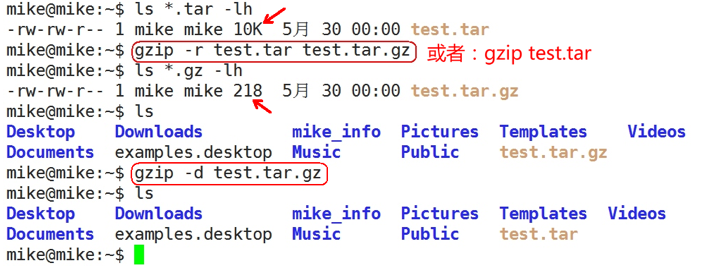 mike@mike:~$ ls *.tar -lh
-rw-rw-r-- 1 mike mike 10K  5月 30 00:00 test.tar
mike@mike:~$ gzip -r test.tar test.tar.gz 或者：gzip test.tar
mike@mike:~$ ls *.gz -lh
-rw-rw-r-- 1 mike mike 218  5月 30 00:00 test.tar.gz
mike@mike:~$ ls
Desktop    Downloads         mike_info  Pictures  Templates    Videos
Documents  examples.desktop  Music      Public    test.tar.gz
mike@mike:~$ gzip -d test.tar.gz
mike@mike:~$ ls
Desktop    Downloads         mike_info  Pictures  Templates  Videos
Documents  examples.desktop  Music      Public    test.tar
mike@mike:~$